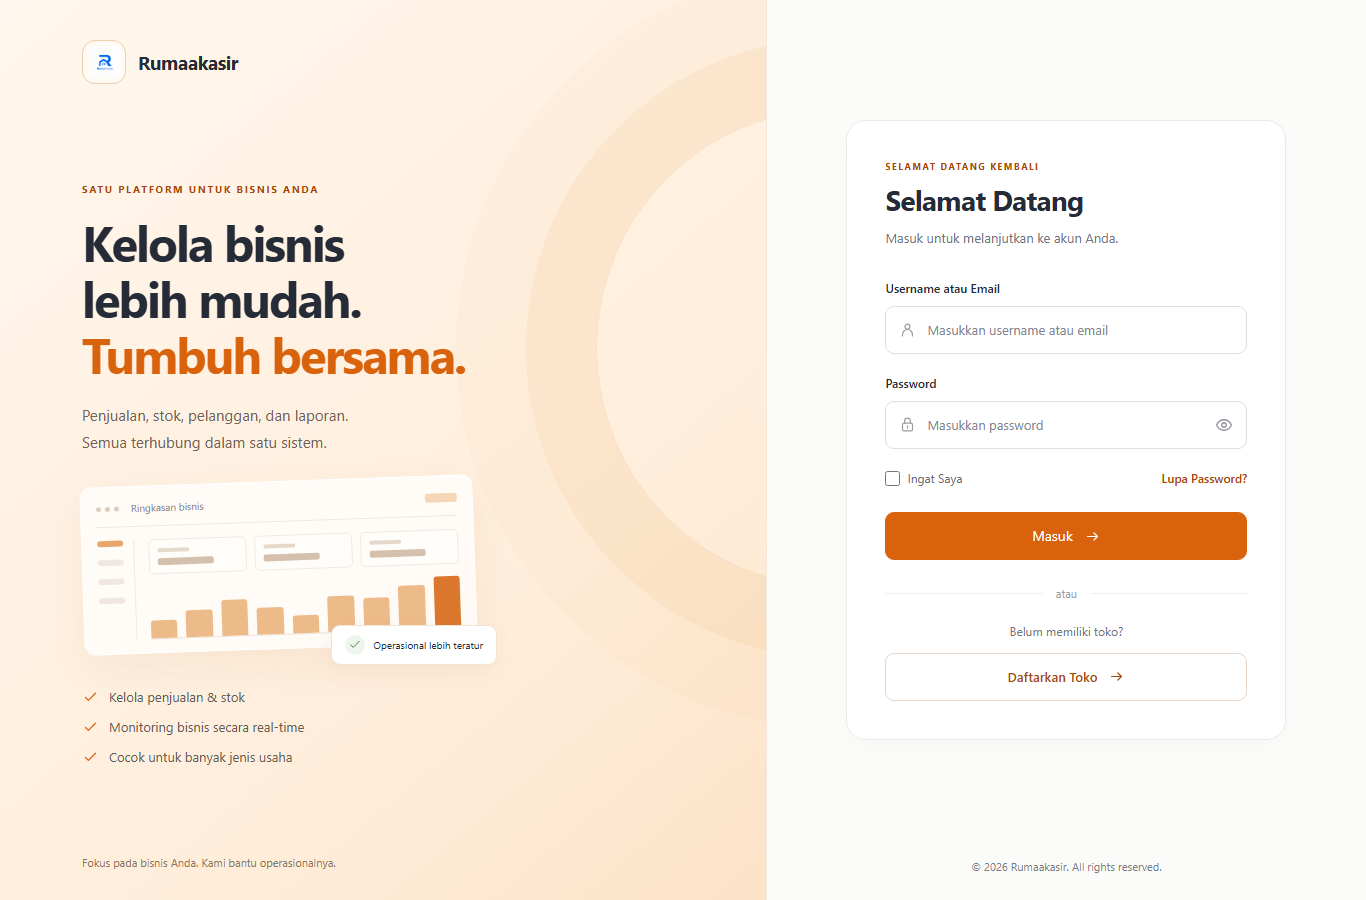 Rumaakasir
SATU PLATFORM UNTUK BISNIS ANDA
Kelola bisnis
lebih mudah.
Tumbuh bersama.
Penjualan, stok, pelanggan, dan laporan.
Semua terhubung dalam satu sistem.
Ringkasan bisnis
Operasional lebih teratur
Kelola penjualan & stok
Monitoring bisnis secara real-time
Cocok untuk banyak jenis usaha
Fokus pada bisnis Anda. Kami bantu operasionalnya.
SELAMAT DATANG KEMBALI
Selamat Datang
Masuk untuk melanjutkan ke akun Anda.
Username atau Email
Masukkan username atau email
Password
Masukkan password
Ingat Saya
Lupa Password?
Masuk →
atau
Belum memiliki toko?
Daftarkan Toko →
© 2026 Rumaakasir. All rights reserved.